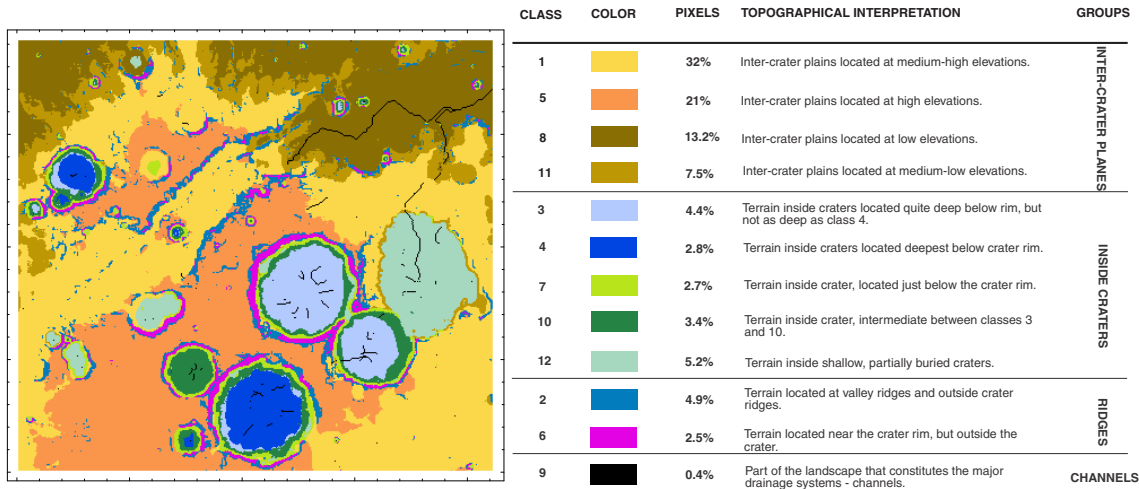 CLASS COLOR PIXELS TOPOGRAPHICAL INTERPRETATION GROUPS
1 32% Inter-crater plains located at medium-high elevations.
5 21% Inter-crater plains located at high elevations.
8 13.2% Inter-crater plains located at low elevations.
11 7.5% Inter-crater plains located at medium-low elevations.
INTER-CRATER PLANES
3 4.4% Terrain inside craters located quite deep below rim, but
not as deep as class 4.
4 2.8% Terrain inside craters located deepest below crater rim.
7 2.7% Terrain inside crater, located just below the crater rim.
10 3.4% Terrain inside crater, intermediate between classes 3
and 10.
12 5.2% Terrain inside shallow, partially buried craters.
INSIDE CRATERS
2 4.9% Terrain located at valley ridges and outside crater
ridges.
6 2.5% Terrain located near the crater rim, but outside the
crater.
RIDGES
9 0.4% Part of the landscape that constitutes the major
drainage systems - channels.
CHANNELS